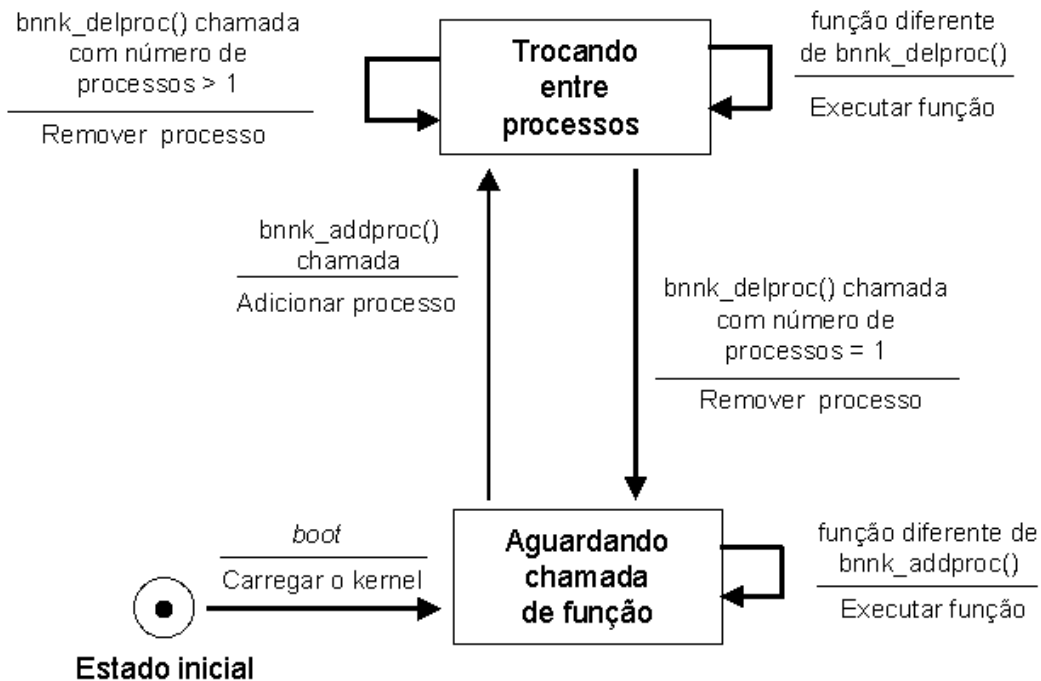 bnnk_delproc() chamada
com número de
processos > 1
Remover processo
Trocando
entre
processos
função diferente
de bnnk_delproc()
Executar função
bnnk_addproc()
chamada
Adicionar processo
bnnk_delproc() chamada
com número de
processos = 1
Remover processo
boot
Carregar o kernel
Estado inicial
Aguardando
chamada
de função
função diferente de
bnnk_addproc()
Executar função